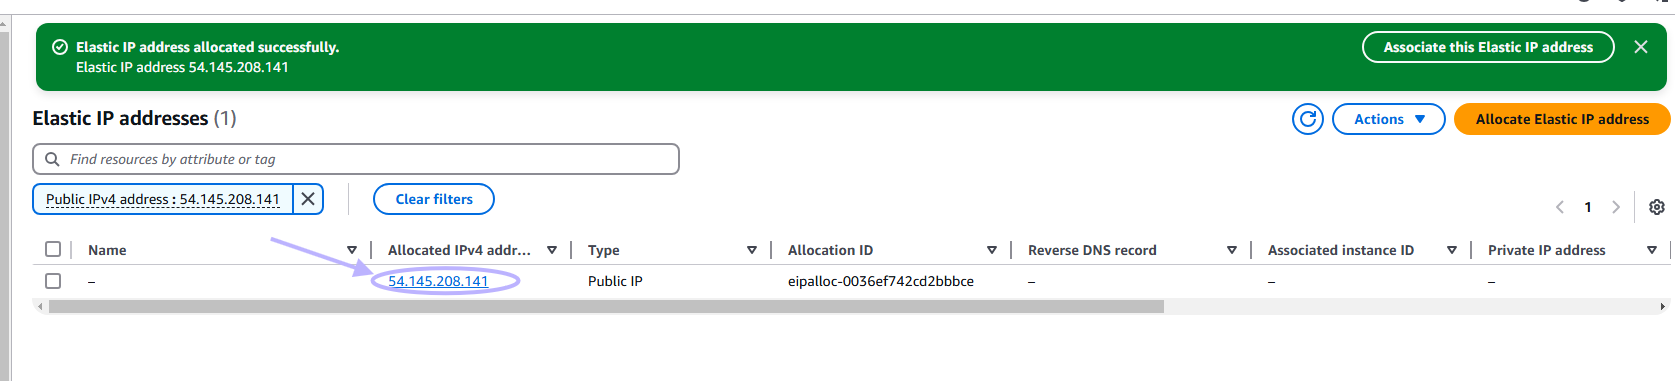 Elastic IP address allocated successfully.
Elastic IP address 54.145.208.141
Associate this Elastic IP address
Elastic IP addresses (1)
Actions
Allocate Elastic IP address
Find resources by attribute or tag
Public IPv4 address : 54.145.208.141
Clear filters
1
Name Allocated IPv4 addr... Type Allocation ID Reverse DNS record Associated instance ID Private IP address
– 54.145.208.141 Public IP eipalloc-0036ef742cd2bbbce – – –